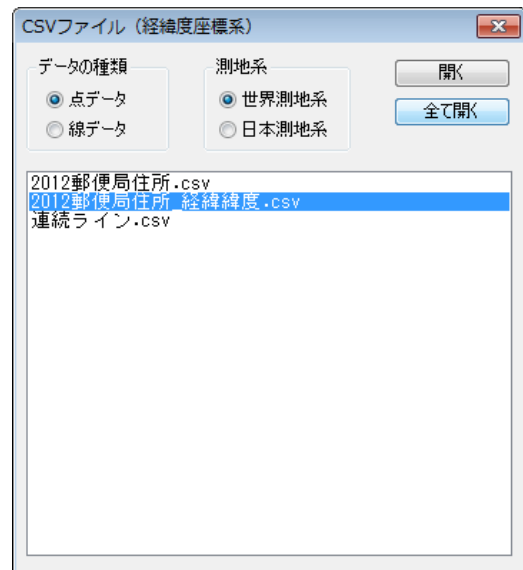 CSVファイル（経緯度座標系）
データの種類
点データ
線データ
測地系
世界測地系
日本測地系
開く
全て開く
2012郵便局住所.csv
2012郵便局住所_経緯緯度.csv
連続ライン.csv